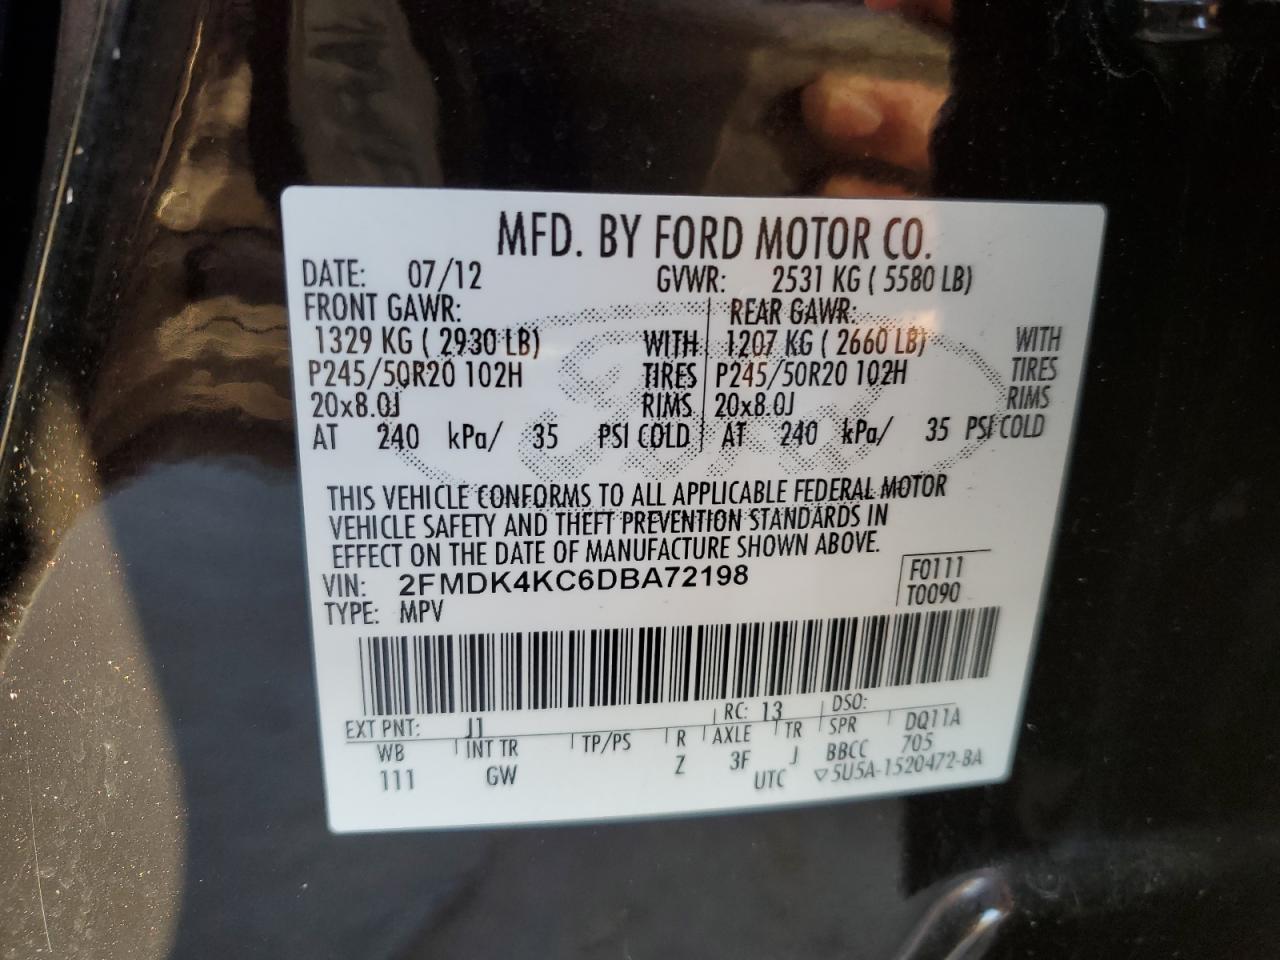 MFD. BY FORD MOTOR CO.
DATE: 07/12 GVWR: 2531 KG ( 5580 LB)
FRONT GAWR: REAR GAWR:
1329 KG ( 2930 LB) WITH 1207 KG ( 2660 LB) WITH
P245/50R20 102H TIRES P245/50R20 102H TIRES
20x8.0J RIMS 20x8.0J RIMS
AT 240 kPa/ 35 PSI COLD AT 240 kPa/ 35 PSI COLD
THIS VEHICLE CONFORMS TO ALL APPLICABLE FEDERAL MOTOR
VEHICLE SAFETY AND THEFT PREVENTION STANDARDS IN
EFFECT ON THE DATE OF MANUFACTURE SHOWN ABOVE.
VIN: 2FMDK4KC6DBA72198 F0111
TYPE: MPV T0090
EXT PNT: J1 RC: 13 DSO:
WB INT TR TP/PS R AXLE TR SPR DQ11A
111 GW Z 3F J BBCC 705
UTC ▽5U5A-1520472-BA
Ford